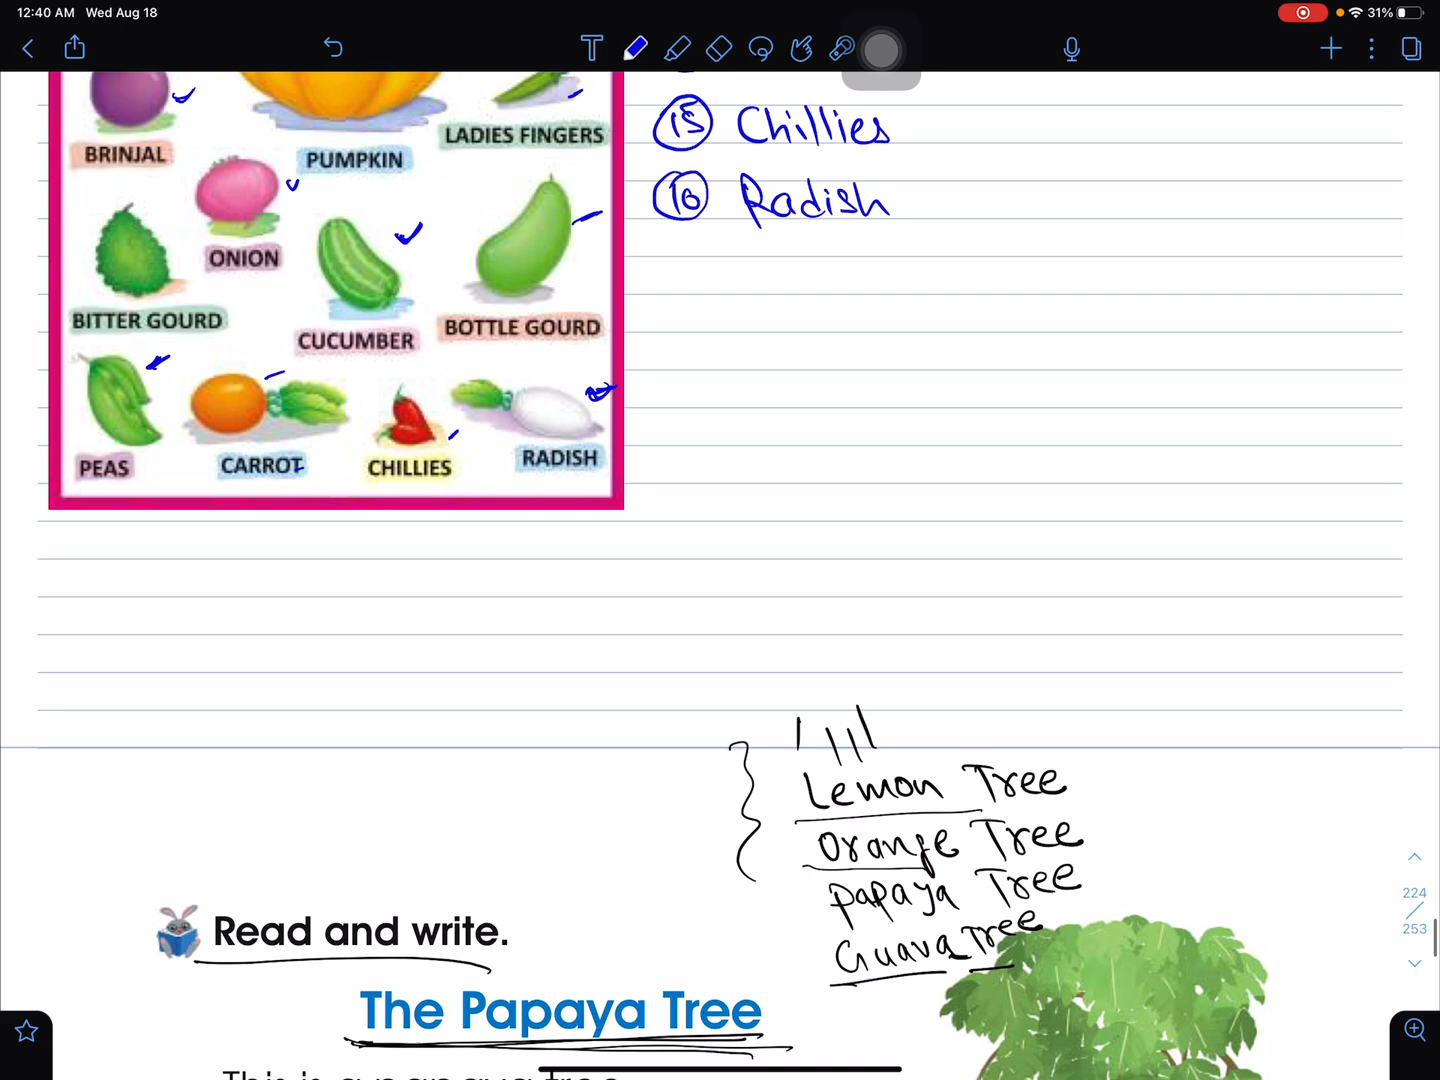 12:40 AM Wed Aug 18
31%
15 Chillies
LADIES FINGERS
BRINJAL
PUMPKIN
16 Radish
ONION
BITTER GOURD
CUCUMBER
BOTTLE GOURD
PEAS
CARROT
CHILLIES
RADISH
Lemon Tree
Orange Tree
Papaya Tree
Guava Tree
224
253
Read and write.
The Papaya Tree